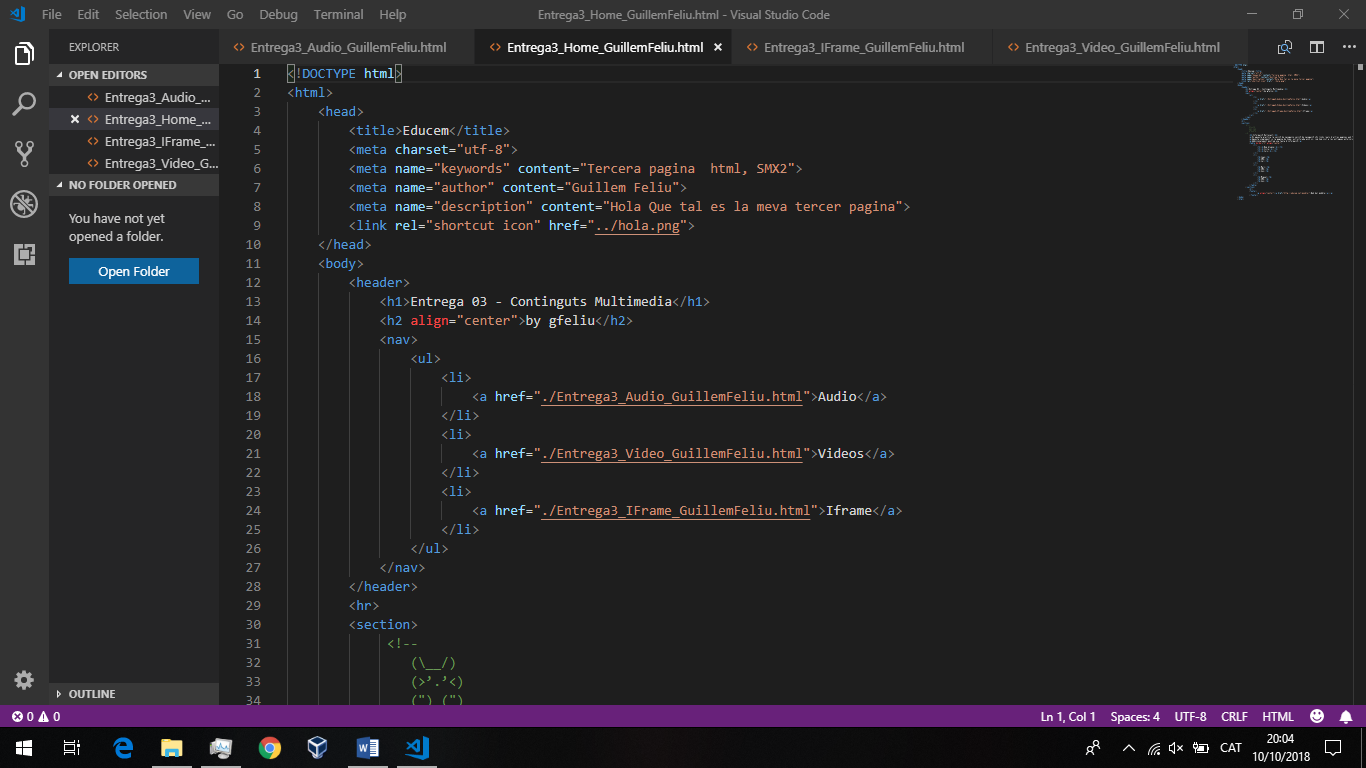 File Edit Selection View Go Debug Terminal Help Entrega3_Home_GuillemFeliu.html - Visual Studio Code
EXPLORER
Entrega3_Audio_GuillemFeliu.html Entrega3_Home_GuillemFeliu.html Entrega3_IFrame_GuillemFeliu.html Entrega3_Video_GuillemFeliu.html
OPEN EDITORS
Entrega3_Audio_...
Entrega3_Home_...
Entrega3_IFrame_...
Entrega3_Video_G...
NO FOLDER OPENED
You have not yet
opened a folder.
Open Folder
OUTLINE
1 <!DOCTYPE html>
2 <html>
3 <head>
4 <title>Educem</title>
5 <meta charset="utf-8">
6 <meta name="keywords" content="Tercera pagina  html, SMX2">
7 <meta name="author" content="Guillem Feliu">
8 <meta name="description" content="Hola Que tal es la meva tercer pagina">
9 <link rel="shortcut icon" href="../hola.png">
10 </head>
11 <body>
12 <header>
13 <h1>Entrega 03 - Continguts Multimedia</h1>
14 <h2 align="center">by gfeliu</h2>
15 <nav>
16 <ul>
17 <li>
18 <a href="./Entrega3_Audio_GuillemFeliu.html">Audio</a>
19 </li>
20 <li>
21 <a href="./Entrega3_Video_GuillemFeliu.html">Videos</a>
22 </li>
23 <li>
24 <a href="./Entrega3_IFrame_GuillemFeliu.html">Iframe</a>
25 </li>
26 </ul>
27 </nav>
28 </header>
29 <hr>
30 <section>
31 <!--
32 (\__/)
33 (>’.’<)
34 (") (")
0 0 Ln 1, Col 1 Spaces: 4 UTF-8 CRLF HTML
CAT
20:04
10/10/2018